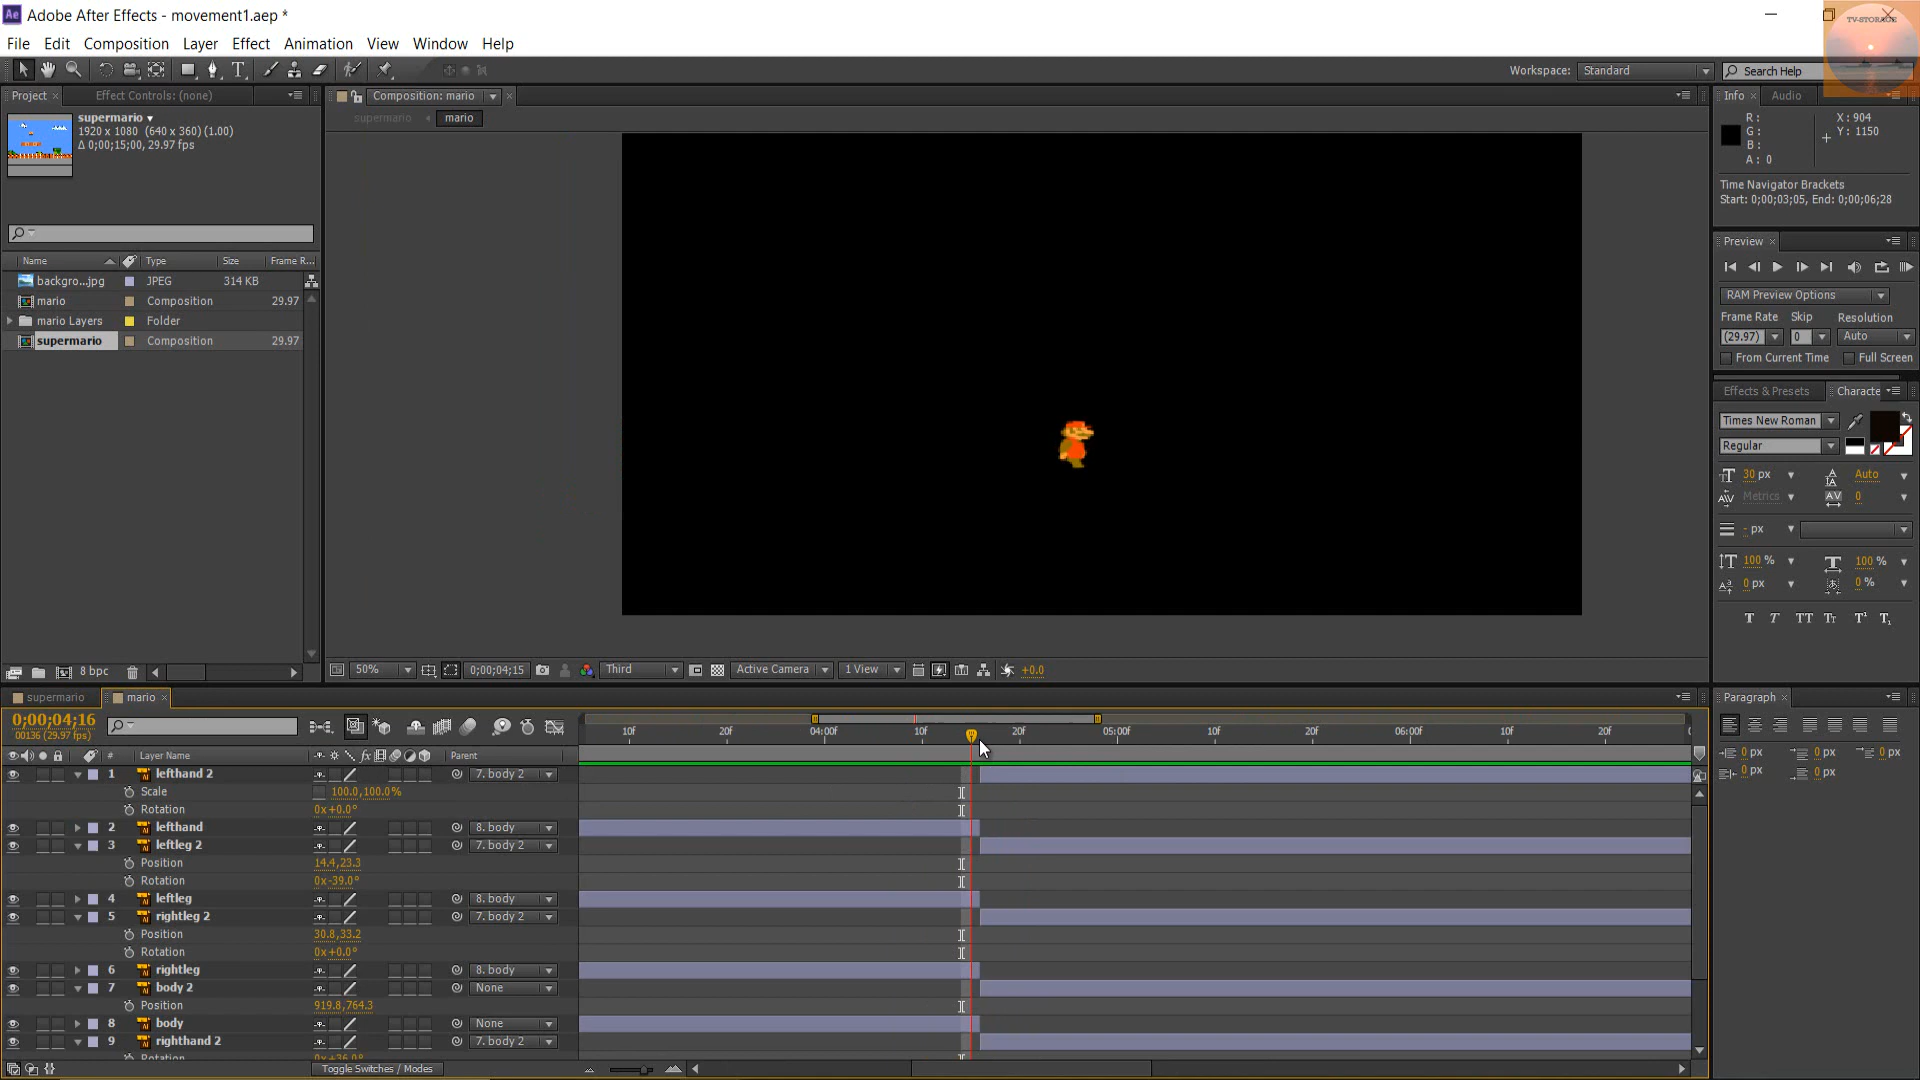 Adobe After Effects - movement1.aep *
TV-STORAGE
File Edit Composition Layer Effect Animation View Window Help
Workspace: Standard
Search Help
Project Effect Controls: (none)
Composition: mario
Info Audio
supermario
1920 x 1080 (640 x 360) (1.00)
Δ 0;00;15;00, 29.97 fps
supermario mario
R :
G :
B :
A : 0
X : 904
Y : 1150
Time Navigator Brackets
Start: 0;00;03;05, End: 0;00;06;28
Name Type Size Frame R...
backgro...jpg JPEG 314 KB
mario Composition 29.97
mario Layers Folder
supermario Composition 29.97
Preview
RAM Preview Options
Frame Rate Skip Resolution
(29.97) 0 Auto
From Current Time Full Screen
Effects & Presets Characte
Times New Roman
Regular
30 px Auto
Metrics 0
- px
100 % 100 %
0 px 0 %
8 bpc
50% 0;00;04;15 Third Active Camera 1 View +0.0
supermario mario
0;00;04;16
00136 (29.97 fps)
10f 20f 04:00f 10f 20f 05:00f 10f 20f 06:00f 10f 20f
# Layer Name Parent
1 lefthand 2 7. body 2
Scale 100.0,100.0%
Rotation 0x+0.0°
2 lefthand 8. body
3 leftleg 2 7. body 2
Position 14.4,23.3
Rotation 0x-39.0°
4 leftleg 8. body
5 rightleg 2 7. body 2
Position 30.8,33.2
Rotation 0x+0.0°
6 rightleg 8. body
7 body 2 None
Position 919.8,764.3
8 body None
9 righthand 2 7. body 2
Rotation 0x+36.0°
Toggle Switches / Modes
Paragraph
0 px 0 px 0 px
0 px 0 px